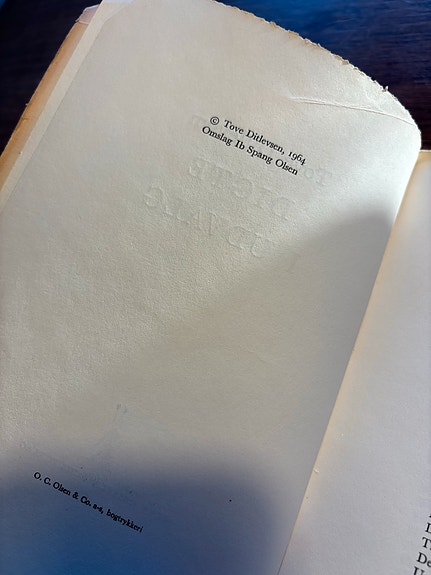 © Tove Ditlevsen, 1964
Omslag Ib Spang Olsen
O. C. Olsen & Co. a-s, bogtrykkeri